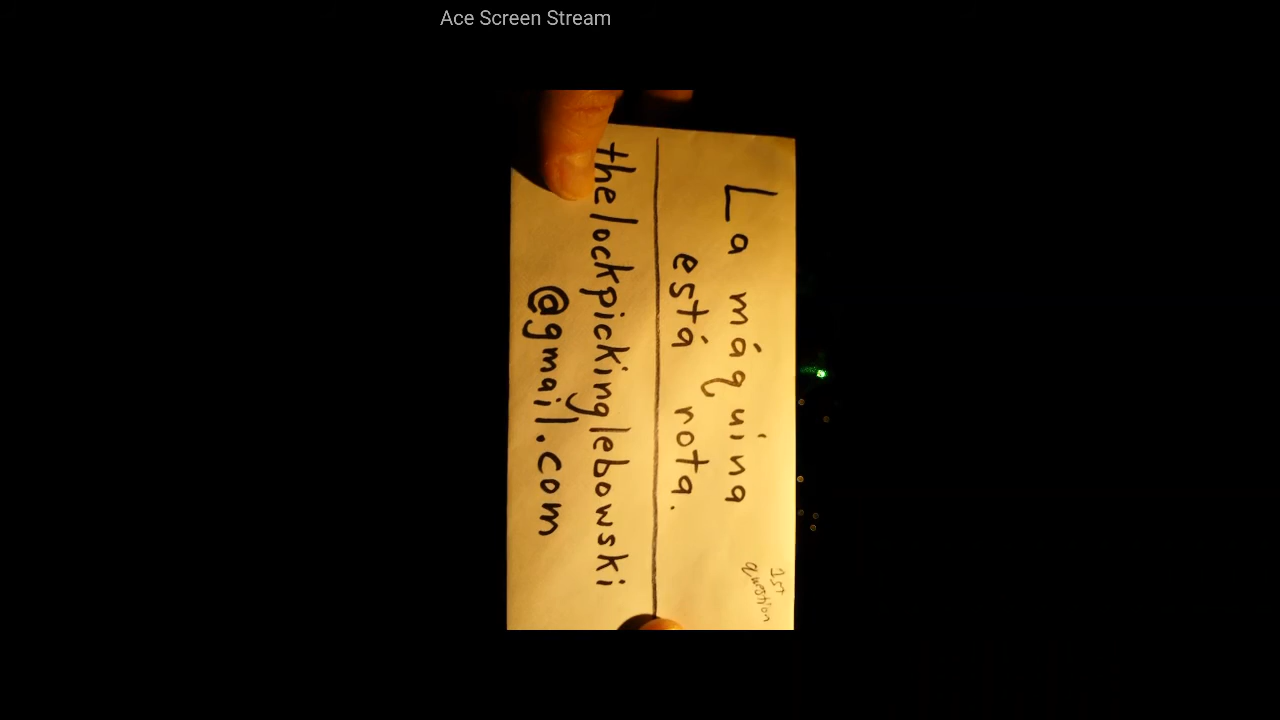 Ace Screen Stream
1st
question
La máquina
está rota.
thelockpickinglebowski
@gmail.com